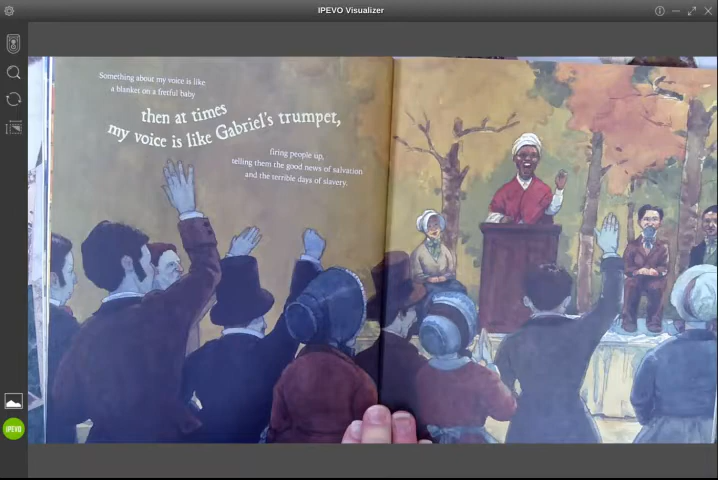 IPEVO Visualizer
Something about my voice is like
a blanket on a fretful baby
then at times
my voice is like Gabriel's trumpet,
firing people up,
telling them the good news of salvation
and the terrible days of slavery.
IPEVO